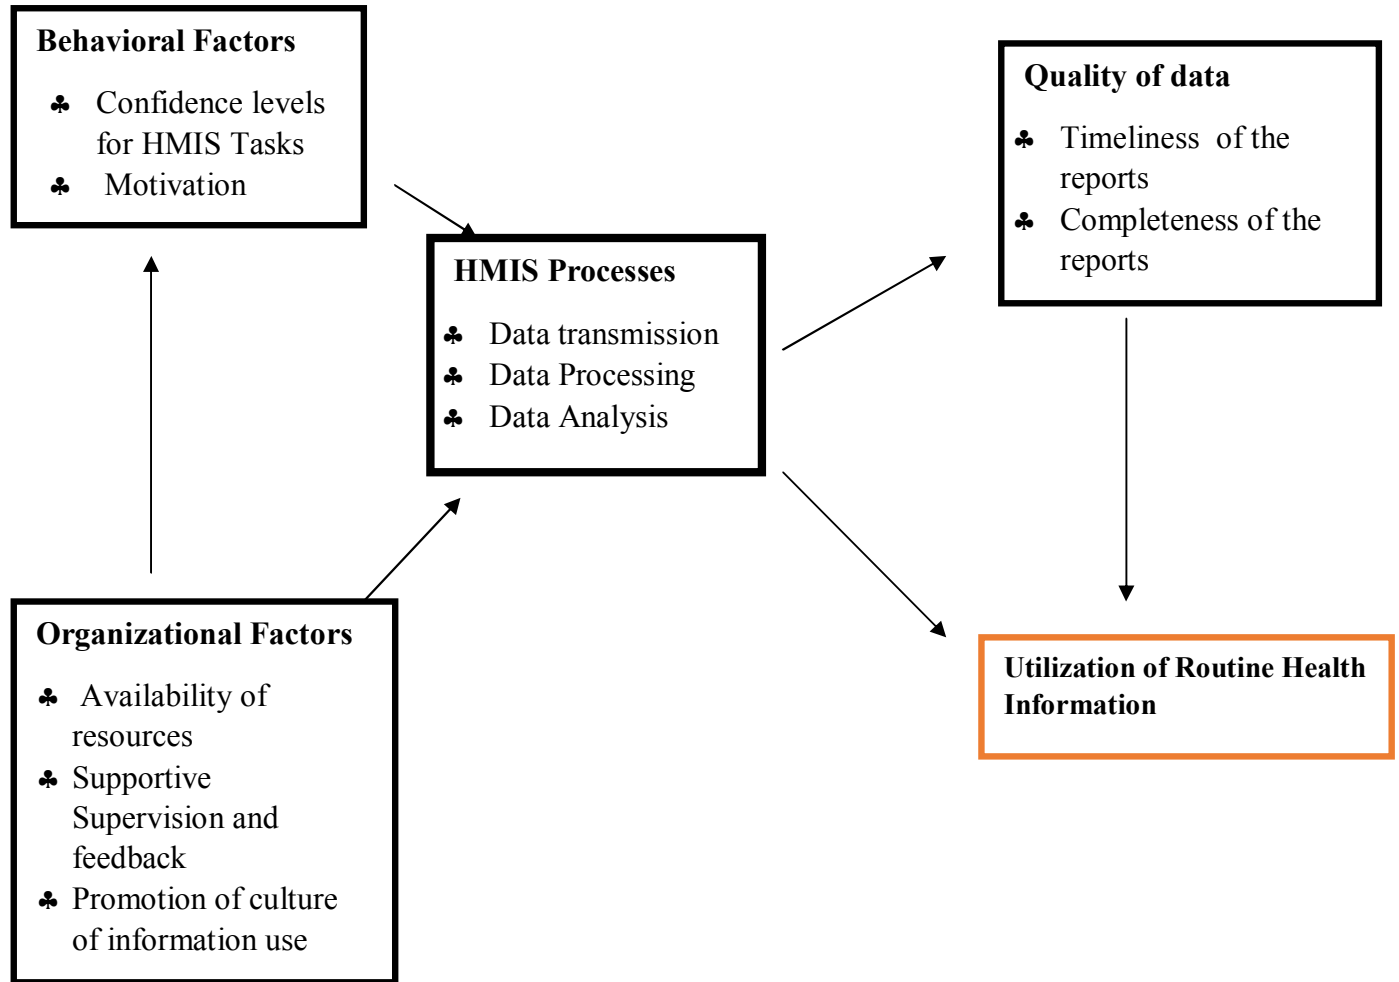 Behavioral Factors
♣ Confidence levels
for HMIS Tasks
♣ Motivation
Quality of data
♣ Timeliness of the
reports
♣ Completeness of the
reports
HMIS Processes
♣ Data transmission
♣ Data Processing
♣ Data Analysis
Organizational Factors
♣ Availability of
resources
♣ Supportive
Supervision and
feedback
♣ Promotion of culture
of information use
Utilization of Routine Health
Information